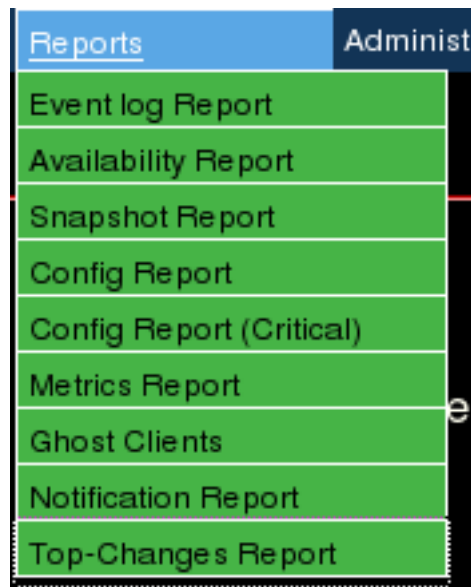 Reports Administ
Event log Report
Availability Report
Snapshot Report
Config Report
Config Report (Critical)
Metrics Report
e
Ghost Clients
Notification Report
Top-Changes Report